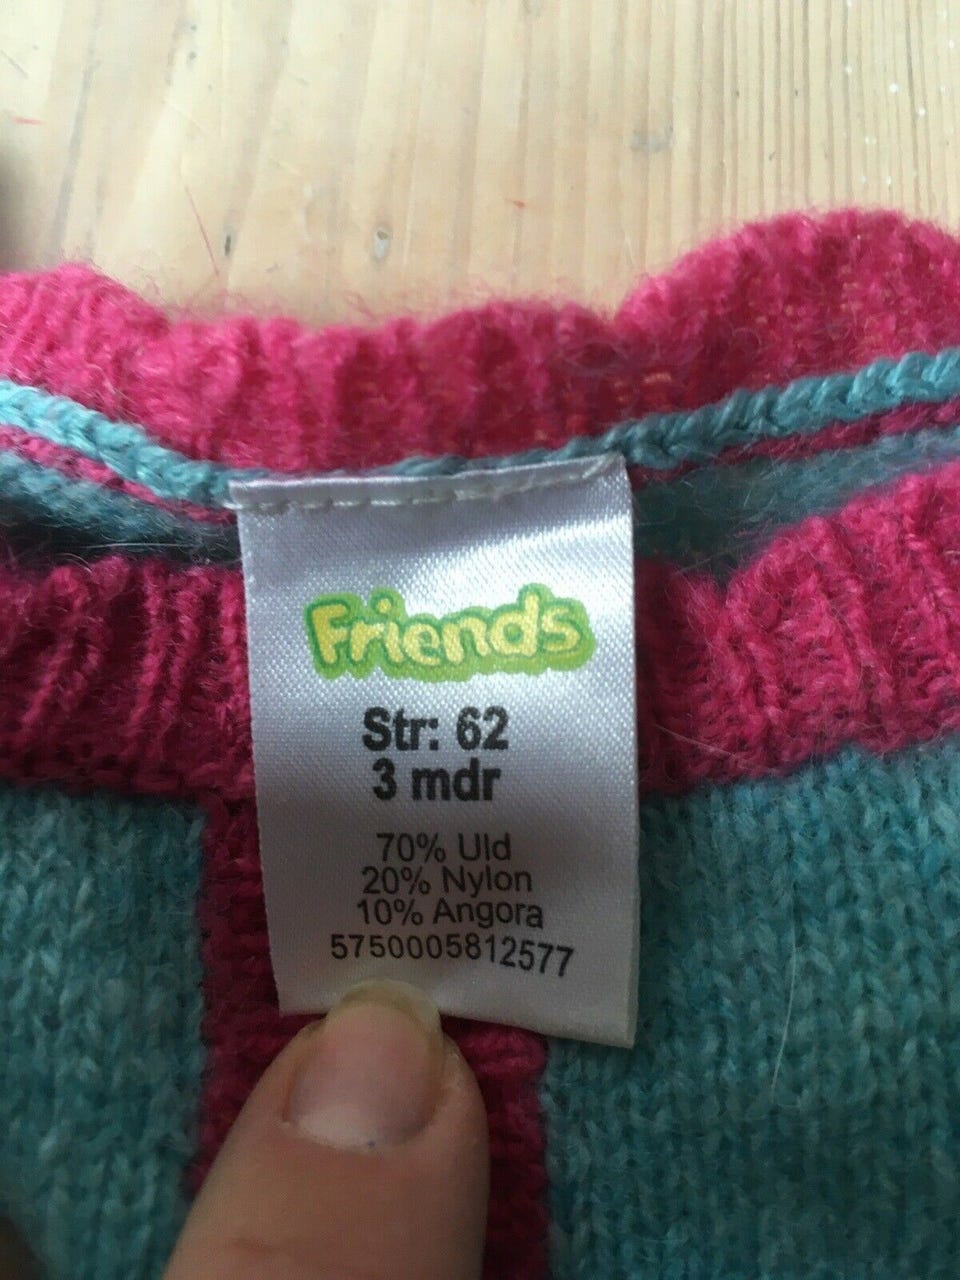 Friends
Str: 62
3 mdr
70% Uld
20% Nylon
10% Angora
5750005812577